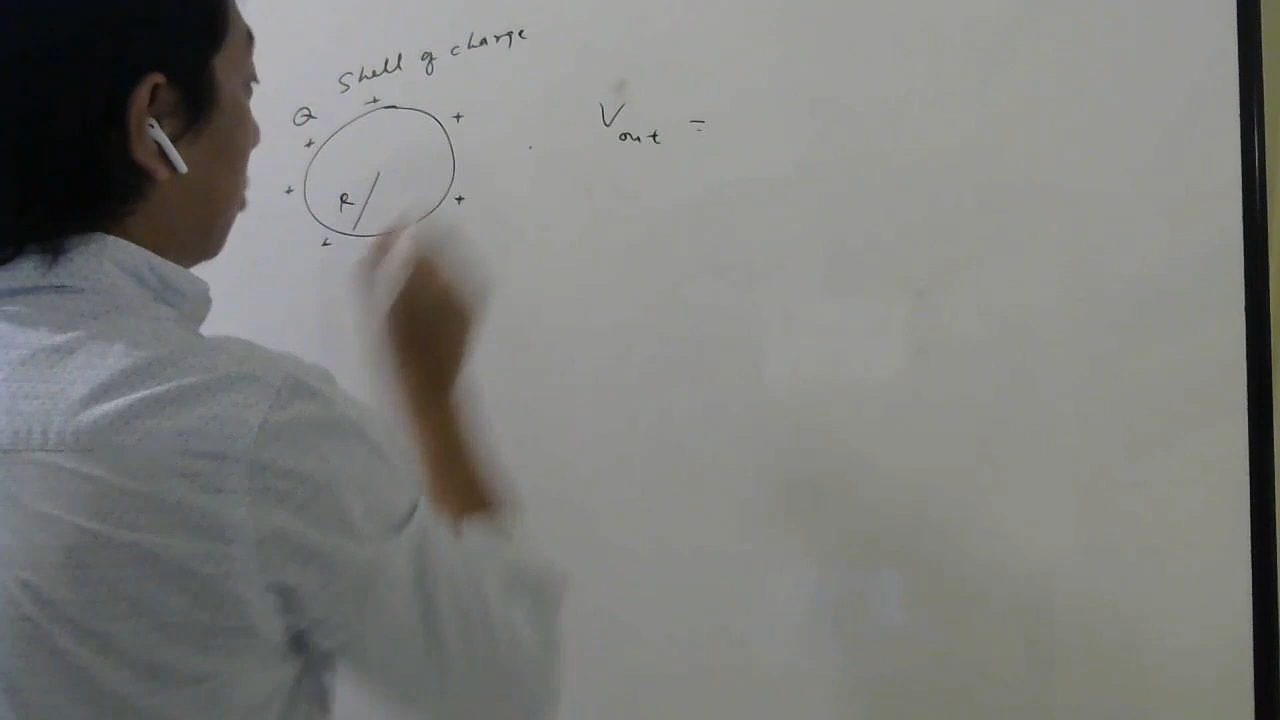 Shell of charge
Q
+ + + + + + +
R
V out =